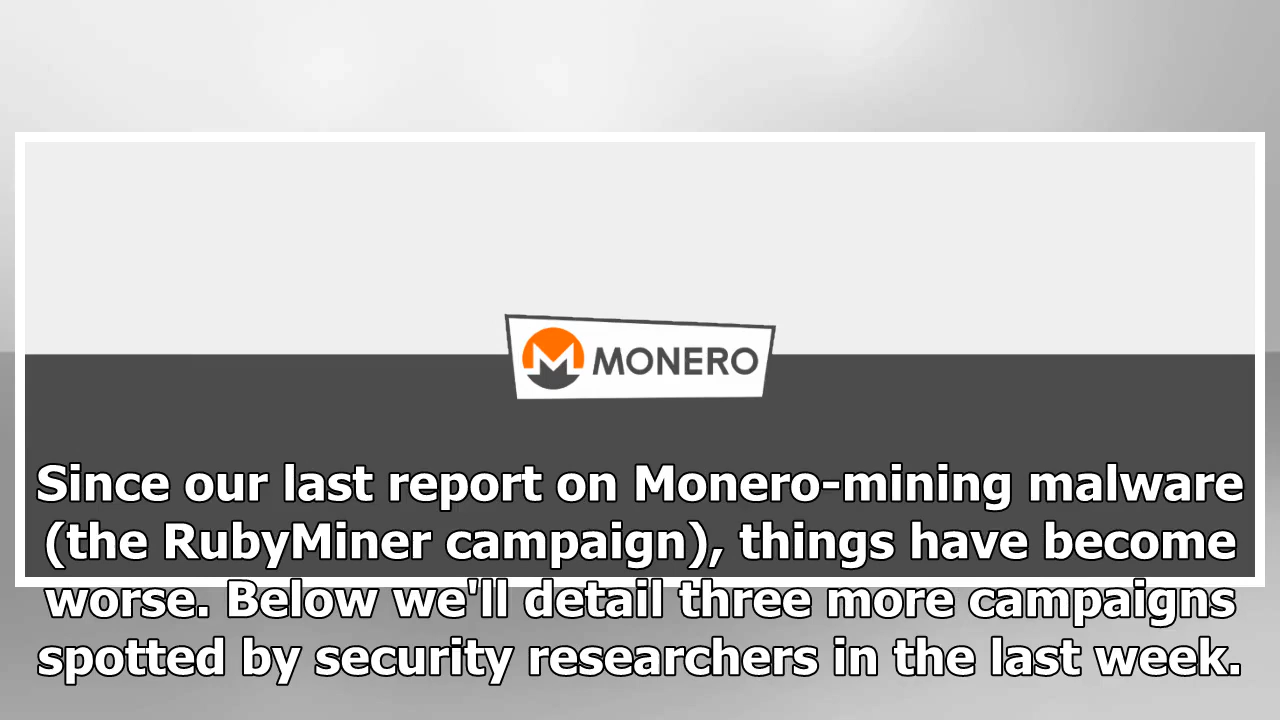 MONERO
Since our last report on Monero-mining malware
(the RubyMiner campaign), things have become
worse. Below we'll detail three more campaigns
spotted by security researchers in the last week.